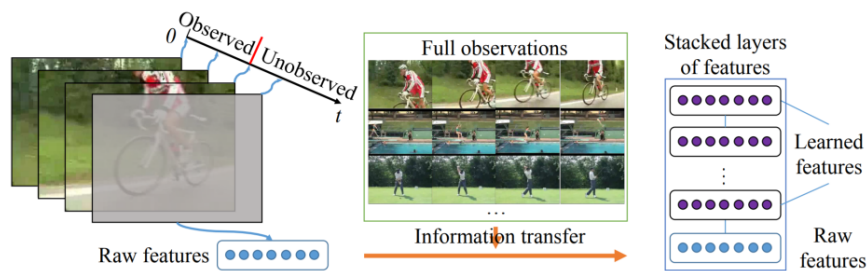 0
Observed
Unobserved
t
Raw features
Full observations
...
Information transfer
Stacked layers
of features
...
Learned
features
Raw
features